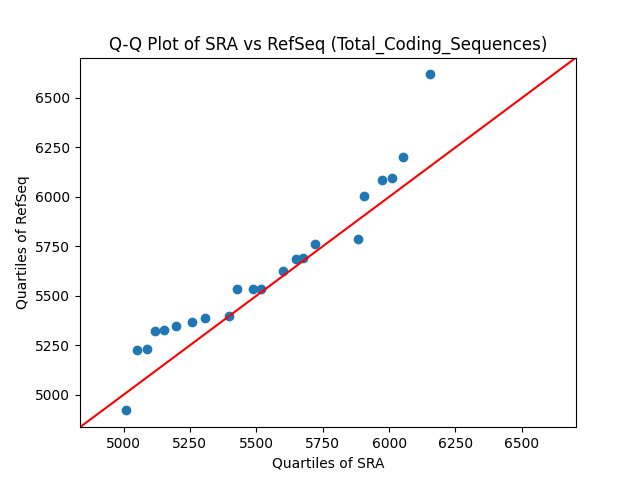 Q-Q Plot of SRA vs RefSeq (Total_Coding_Sequences)
Quartiles of RefSeq
6500
6250
6000
5750
5500
5250
5000
5000 5250 5500 5750 6000 6250 6500
Quartiles of SRA